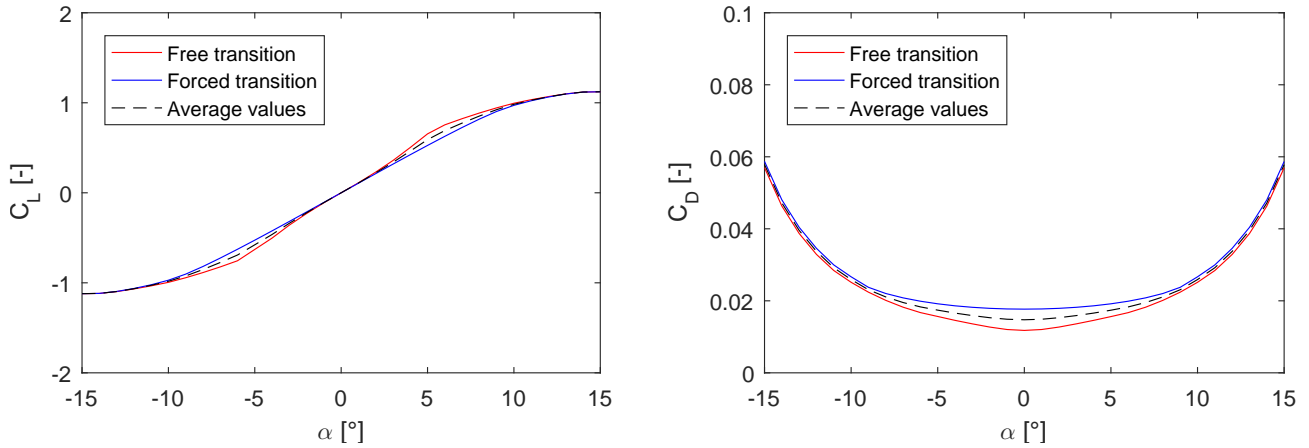 2
1
0
-1
-2
C_L [-]
Free transition
Forced transition
Average values
-15
-10
-5
0
5
10
15
α [°]
0.1
0.08
0.06
0.04
0.02
0
C_D [-]
Free transition
Forced transition
Average values
-15
-10
-5
0
5
10
15
α [°]